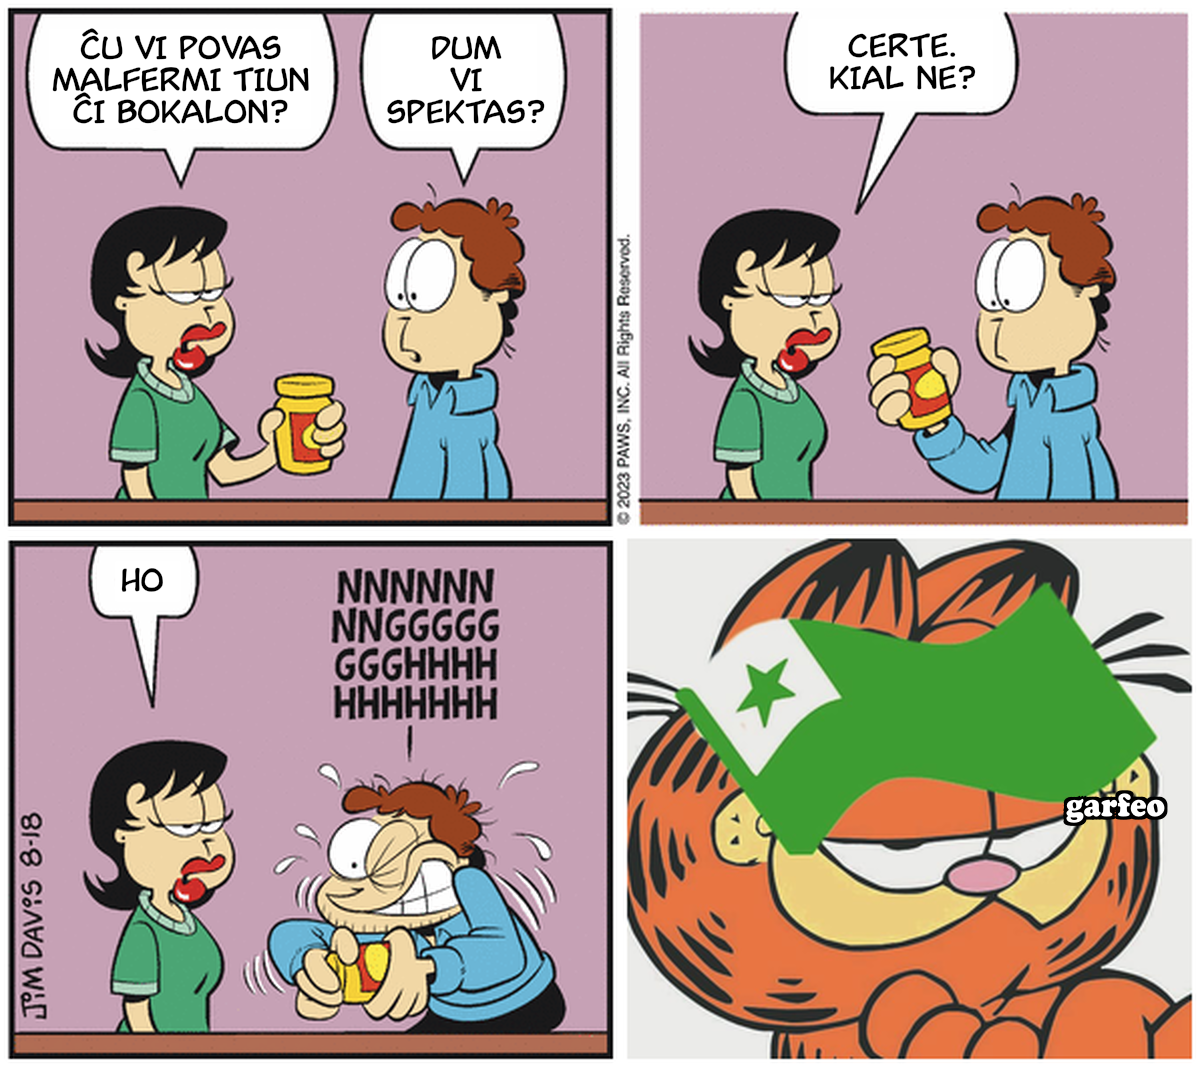 ĈU VI POVAS
MALFERMI TIUN
ĈI BOKALON?
DUM
VI
SPEKTAS?
© 2023 PAWS, INC. All Rights Reserved.
CERTE.
KIAL NE?
HO
NNNNNN
NNGGGGG
GGGHHHH
HHHHHHH
JIM DAVIS 8-18
garfeo